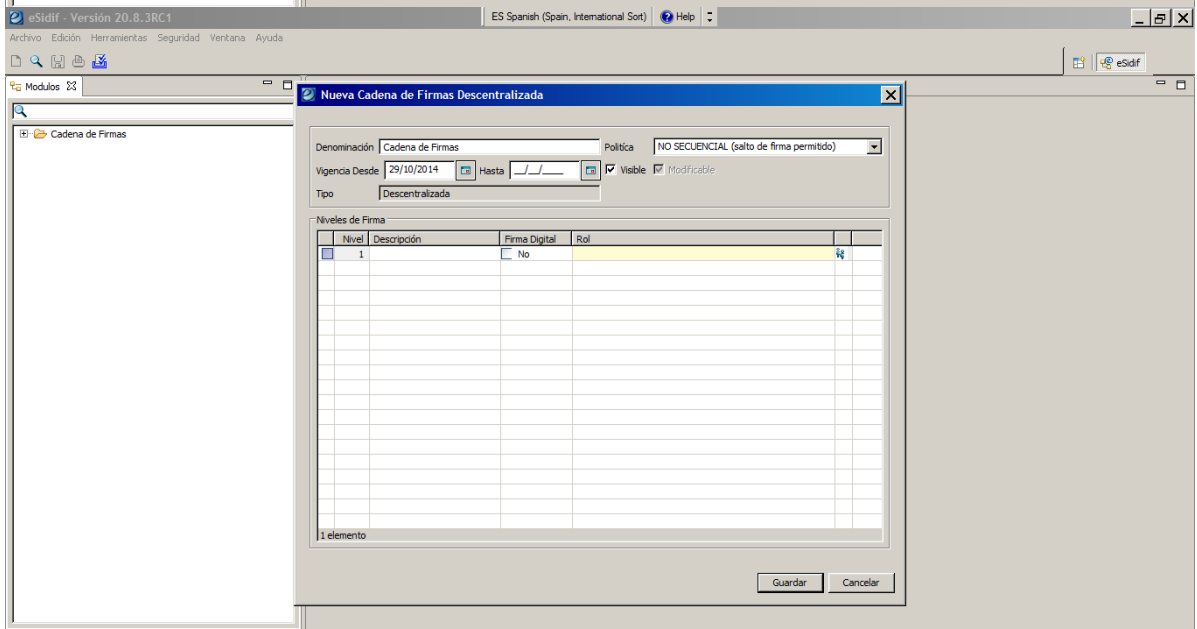 eSidif - Versión 20.8.3RC1
ES Spanish (Spain, International Sort) Help
Archivo Edición Herramientas Seguridad Ventana Ayuda
eSidif
Modulos
Nueva Cadena de Firmas Descentralizada
Cadena de Firmas
Denominación Cadena de Firmas Política NO SECUENCIAL (salto de firma permitido)
Vigencia Desde 29/10/2014 Hasta __/__/____ Visible Modificable
Tipo Descentralizada
Niveles de Firma
Nivel Descripción Firma Digital Rol
1 No
1 elemento
Guardar Cancelar